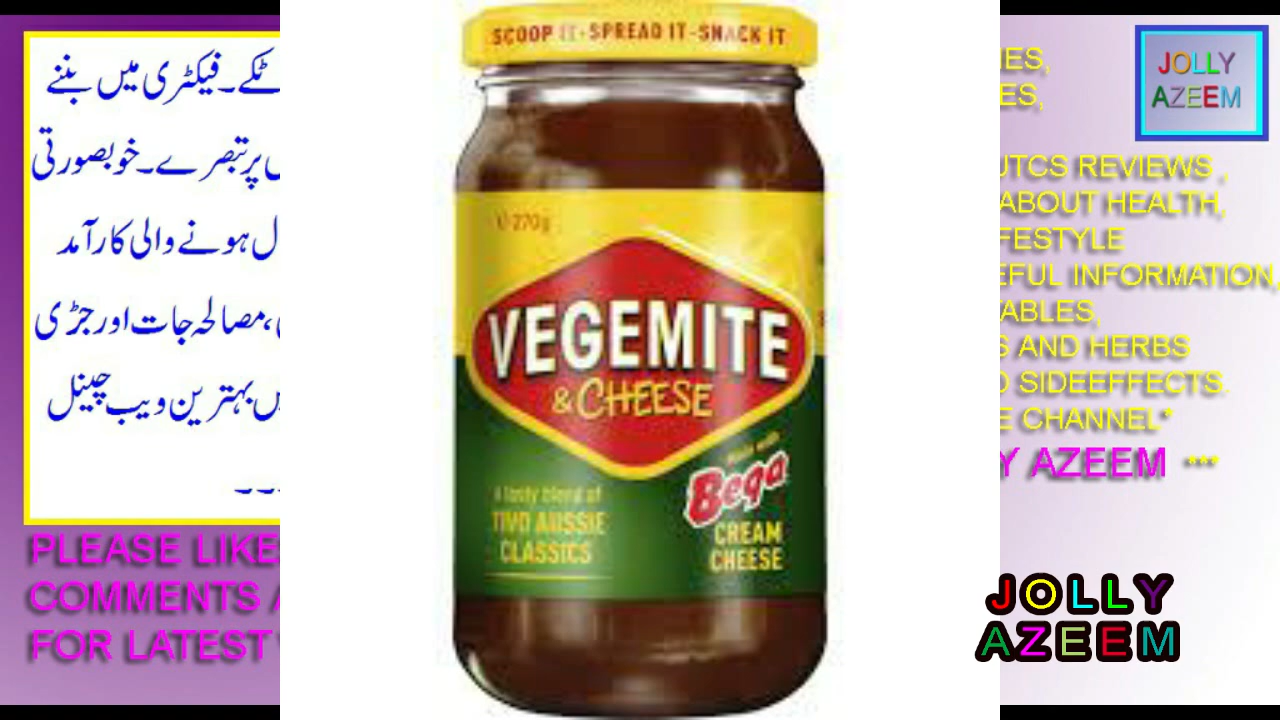 ٹکے۔فیکٹری میں بننے
پرتبصرے۔خوبصورتی
ہونے والی کارآمد
،مصالحہ جات اور جڑی
بہترین ویب چینل
۔۔۔
PLEASE LIKE
COMMENTS
FOR LATEST
SCOOP IT-SPREAD IT-SNACK IT
270g
VEGEMITE
&CHEESE
Made with
Bega
CREAM
CHEESE
A tasty blend of
TWO AUSSIE
CLASSICS
JOLLY
AZEEM
IES,
ES,
UTCS REVIEWS ,
ABOUT HEALTH,
FESTYLE
EFUL INFORMATION,
ABLES,
S AND HERBS
D SIDEEFFECTS.
E CHANNEL*
Y AZEEM ***
JOLLY
AZEEM